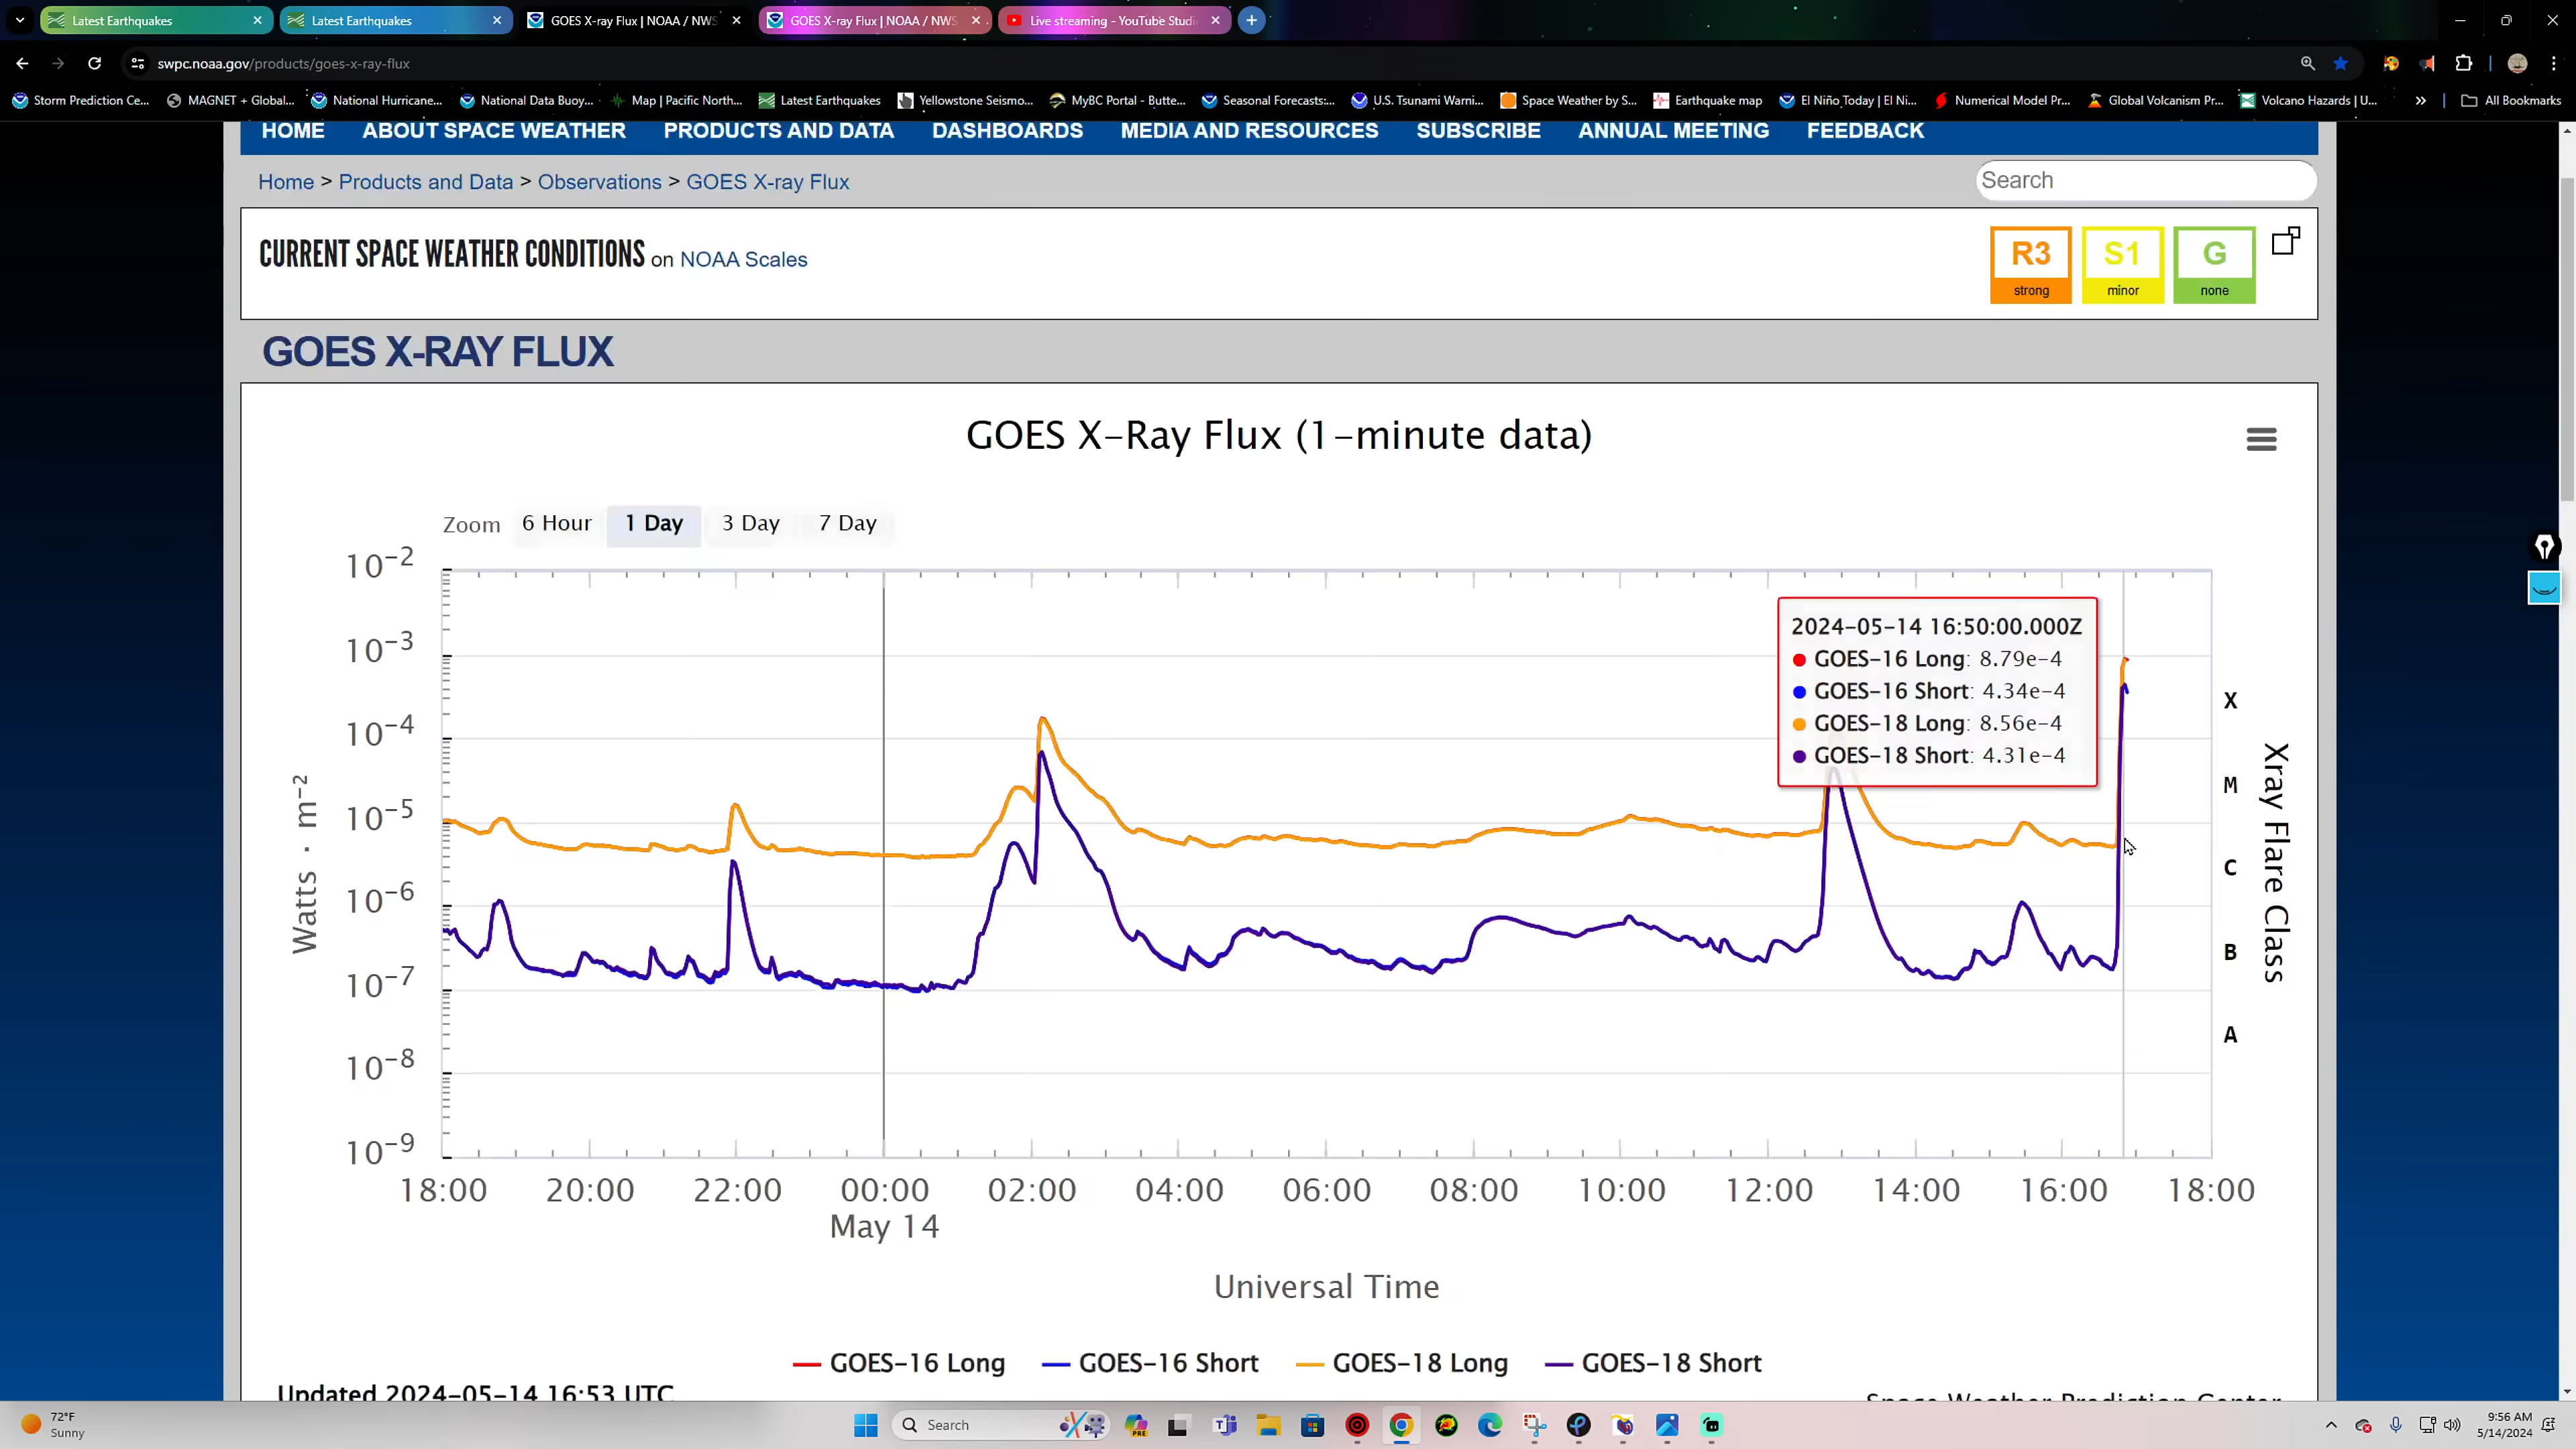 Latest Earthquakes
Latest Earthquakes
GOES X-ray Flux | NOAA / NWS
GOES X-ray Flux | NOAA / NWS
Live streaming - YouTube Studi
swpc.noaa.gov/products/goes-x-ray-flux
Storm Prediction Ce...
MAGNET + Global...
National Hurricane...
National Data Buoy...
Map | Pacific North...
Latest Earthquakes
Yellowstone Seismo...
MyBC Portal - Butte...
Seasonal Forecasts:...
U.S. Tsunami Warni...
Space Weather by S...
Earthquake map
El Niño Today | El Ni...
Numerical Model Pr...
Global Volcanism Pr...
Volcano Hazards | U...
All Bookmarks
HOME ABOUT SPACE WEATHER PRODUCTS AND DATA DASHBOARDS MEDIA AND RESOURCES SUBSCRIBE ANNUAL MEETING FEEDBACK
Home > Products and Data > Observations > GOES X-ray Flux
Search
CURRENT SPACE WEATHER CONDITIONS on NOAA Scales
R3 S1 G
strong minor none
GOES X-RAY FLUX
GOES X-Ray Flux (1-minute data)
Zoom 6 Hour 1 Day 3 Day 7 Day
10⁻²
10⁻³
10⁻⁴
10⁻⁵
10⁻⁶
10⁻⁷
10⁻⁸
10⁻⁹
Watts · m⁻²
2024-05-14 16:50:00.000Z
GOES-16 Long: 8.79e-4
GOES-16 Short: 4.34e-4
GOES-18 Long: 8.56e-4
GOES-18 Short: 4.31e-4
X
M
C
B
A
Xray Flare Class
18:00 20:00 22:00 00:00 02:00 04:00 06:00 08:00 10:00 12:00 14:00 16:00 18:00
May 14
Universal Time
GOES-16 Long GOES-16 Short GOES-18 Long GOES-18 Short
Updated 2024-05-14 16:53 UTC
Space Weather Prediction Center
72°F
Sunny
Search
PRE
9:56 AM
5/14/2024